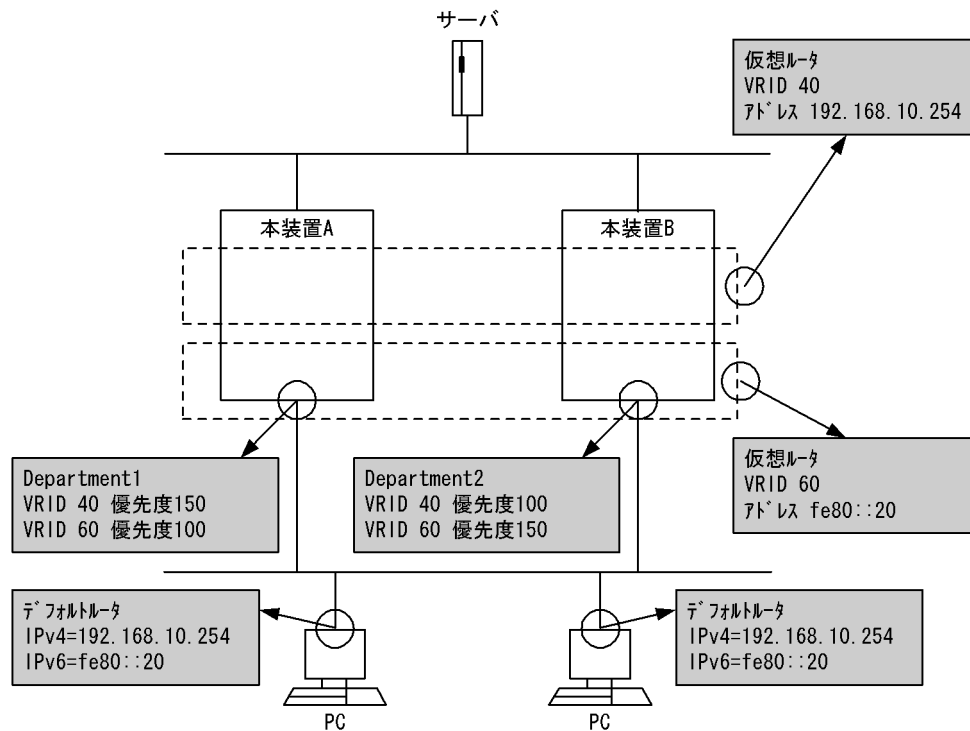 サーバ
仮想ﾙｰﾀ
VRID 40
ｱﾄﾞﾚｽ 192.168.10.254
本装置A
本装置B
Department1
VRID 40 優先度150
VRID 60 優先度100
Department2
VRID 40 優先度100
VRID 60 優先度150
仮想ﾙｰﾀ
VRID 60
ｱﾄﾞﾚｽ fe80::20
ﾃﾞﾌｫﾙﾄﾙｰﾀ
IPv4=192.168.10.254
IPv6=fe80::20
ﾃﾞﾌｫﾙﾄﾙｰﾀ
IPv4=192.168.10.254
IPv6=fe80::20
PC
PC